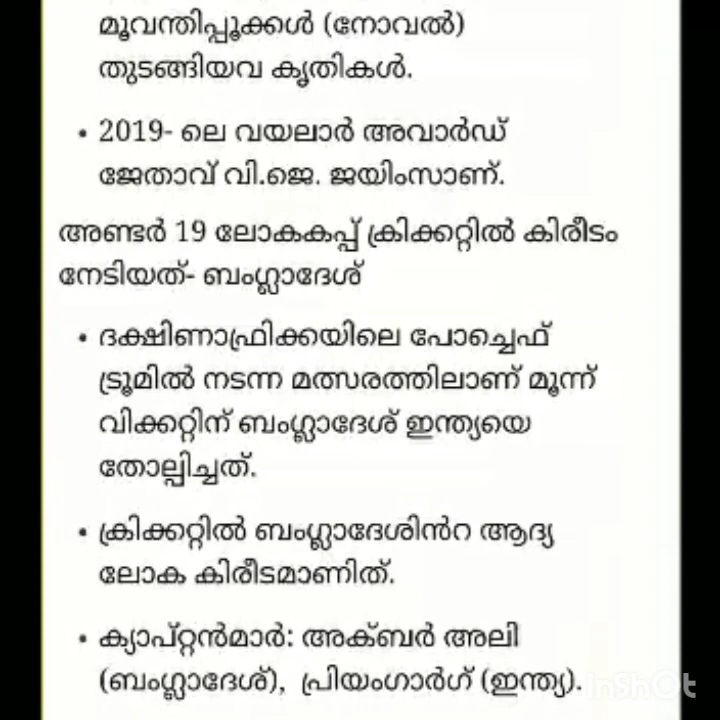 മൂവന്തിപ്പൂക്കൾ (നോവൽ)
തുടങ്ങിയവ കൃതികൾ.
• 2019- ലെ വയലാർ അവാർഡ്
ജേതാവ് വി.ജെ. ജയിംസാണ്.
അണ്ടർ 19 ലോകകപ്പ് ക്രിക്കറ്റിൽ കിരീടം
നേടിയത്- ബംഗ്ലാദേശ്
• ദക്ഷിണാഫ്രിക്കയിലെ പോച്ചെഫ്
ട്രൂമിൽ നടന്ന മത്സരത്തിലാണ് മൂന്ന്
വിക്കറ്റിന് ബംഗ്ലാദേശ് ഇന്ത്യയെ
തോല്പിച്ചത്.
• ക്രിക്കറ്റിൽ ബംഗ്ലാദേശിൻറ ആദ്യ
ലോക കിരീടമാണിത്.
• ക്യാപ്റ്റൻമാർ: അക്ബർ അലി
(ബംഗ്ലാദേശ്), പ്രിയംഗാർഗ് (ഇന്ത്യ).
InShOt